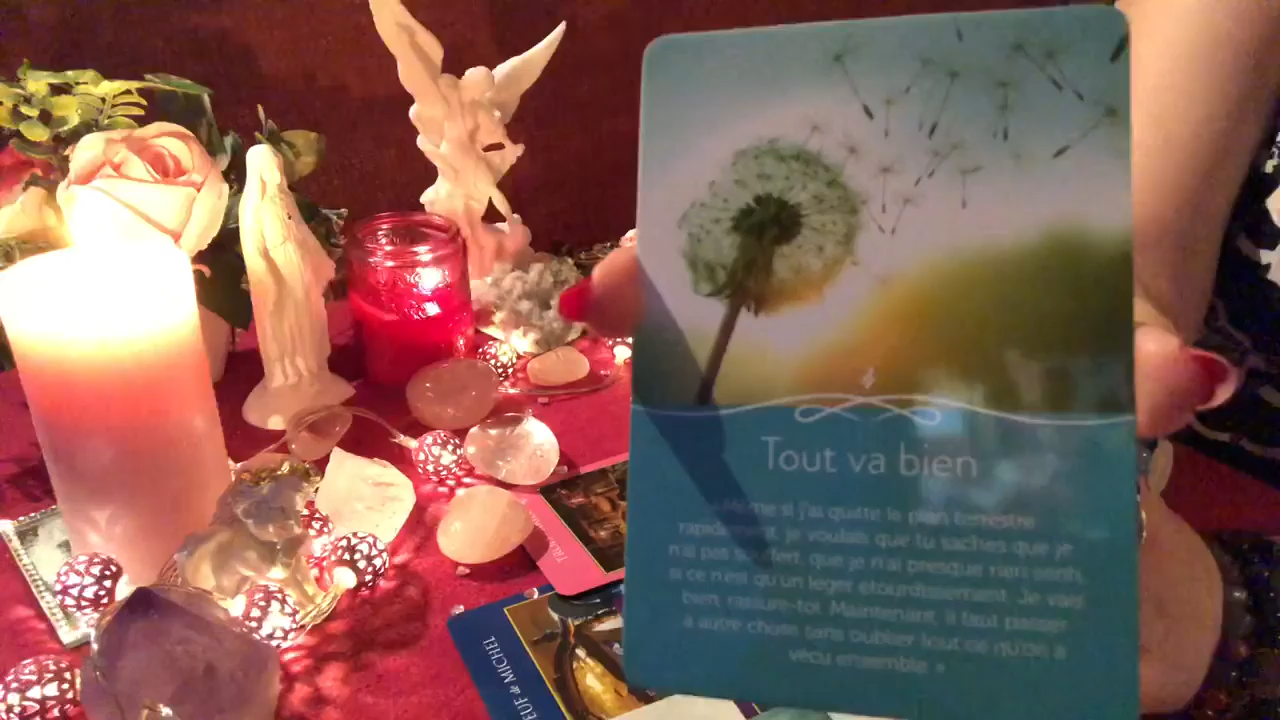 Tout va bien
« Même si j'ai quitté le plan terrestre
rapidement, je voulais que tu saches que je
n'ai pas souffert, que je n'ai presque rien senti,
si ce n'est qu'un léger étourdissement. Je vais
bien, rassure-toi. Maintenant, il faut passer
à autre chose sans oublier tout ce qu'on a
vécu ensemble »
de MICHEL